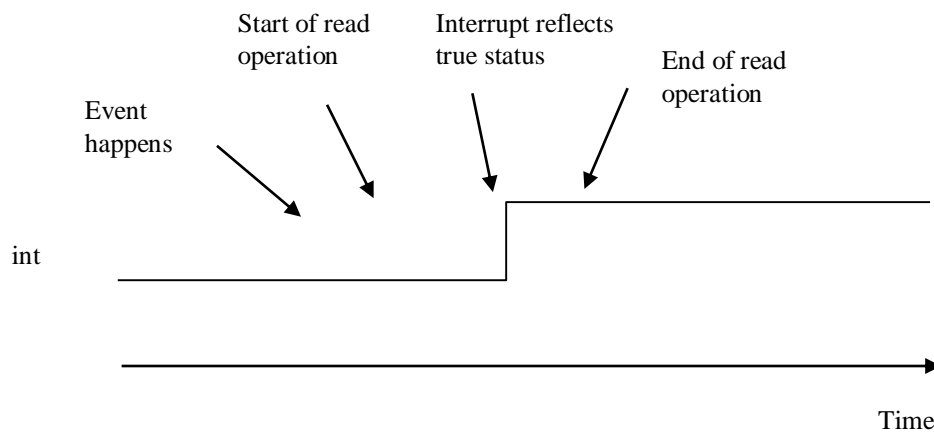 Start of read
operation
Interrupt reflects
true status
End of read
operation
Event
happens
int
Time